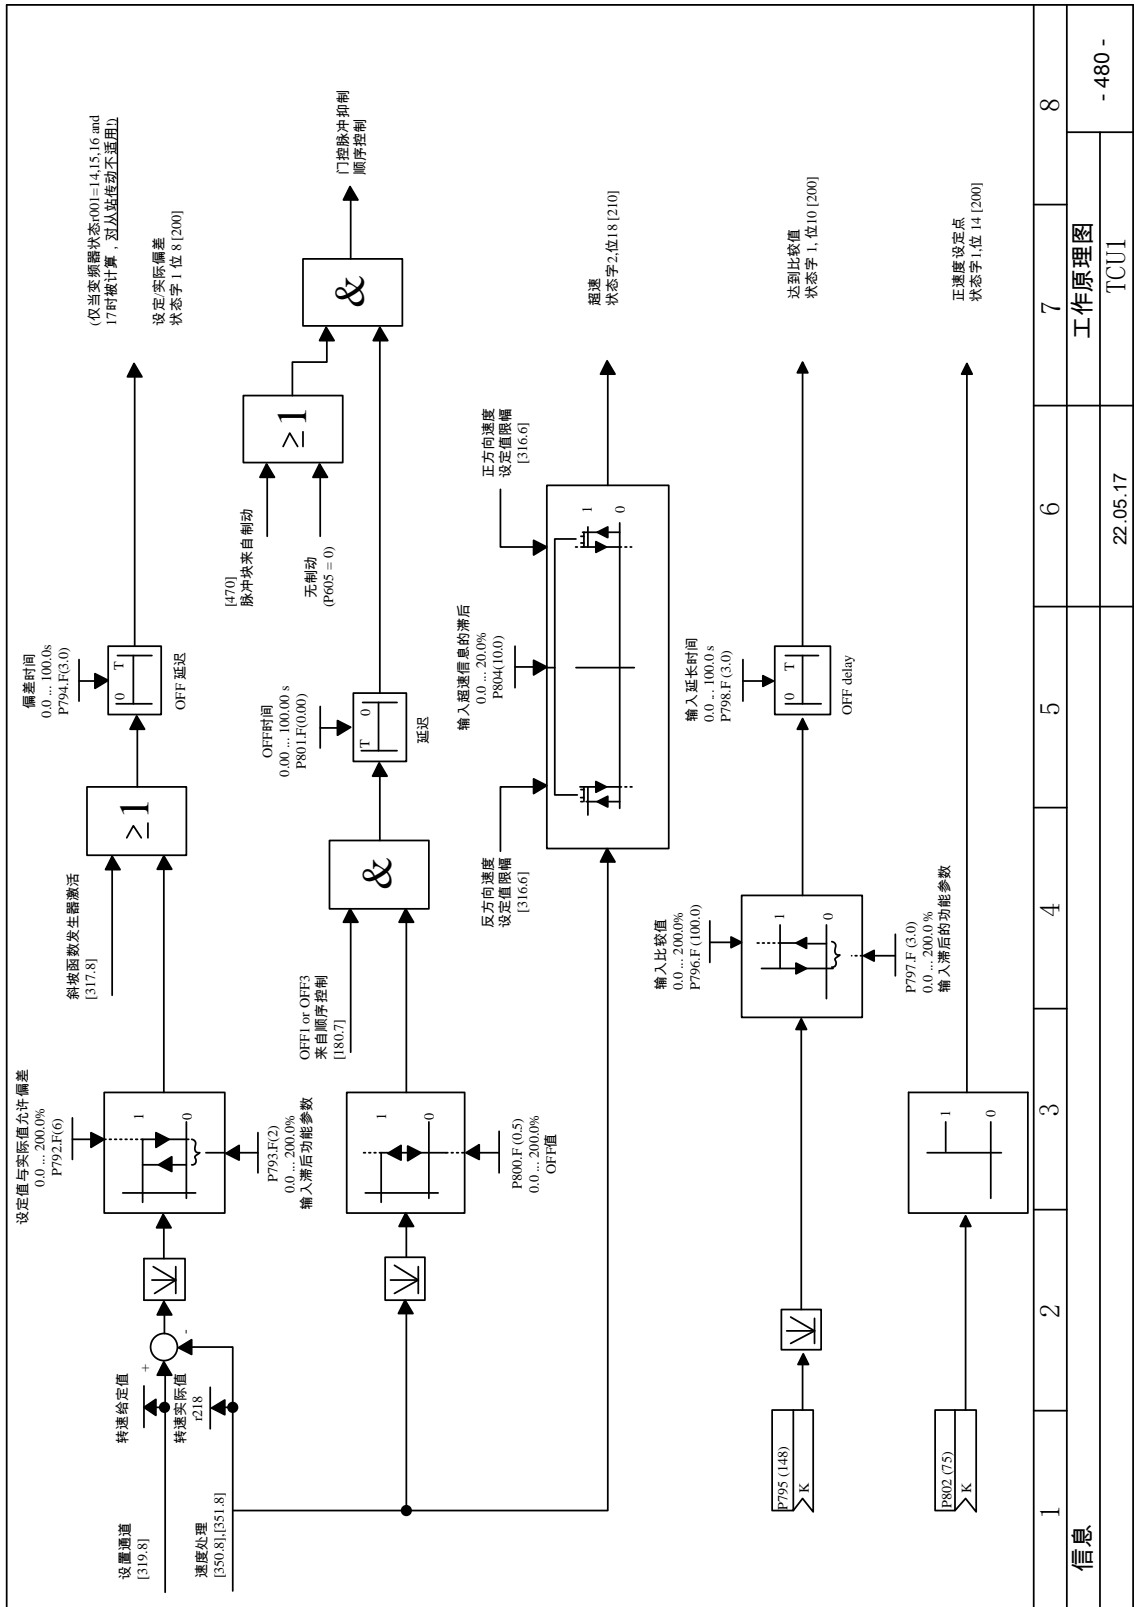 设置通道
[319.8]
速度处理
[350.8],[351.8]
转速给定值
+
转速实际值
r218
-
设定值与实际值允许偏差
0.0 ... 200.0%
P792.F(6)
1
0
P793.F(2)
0.0 ... 200.0%
输入滞后功能参数
斜坡函数发生器激活
[317.8]
≥1
偏差时间
0.0 ... 100.0s
P794.F(3.0)
0 T
OFF 延迟
(仅当变频器状态r001=14,15,16 and
17时被计算，对从站传动不适用!)
设定/实际偏差
状态字 1 位 8 [200]
1
0
P800.F (0.5)
0.0 ... 200.0%
OFF值
OFF1 or OFF3
来自顺序控制
[180.7]
&
OFF时间
0.00 ... 100.00 s
P801.F(0.00)
T 0
延迟
[470]
脉冲块来自制动
无制动
(P605 = 0)
≥1
&
门控脉冲抑制
顺序控制
反方向速度
设定值限幅
[316.6]
输入超速信息的滞后
0.0 ... 20.0%
P804(10.0)
正方向速度
设定值限幅
[316.6]
1
0
超速
状态字2,位18 [210]
P795 (148)
K
输入比较值
0.0 ... 200.0%
P796.F (100.0)
1
0
P797.F (3.0)
0.0 ... 200.0 %
输入滞后的功能参数
输入延长时间
0.0 ... 100.0 s
P798.F (3.0)
0 T
OFF delay
达到比较值
状态字 1, 位10 [200]
P802 (75)
K
1
0
正速度设定点
状态字1,位 14 [200]
1 2 3 4 5 6 7 8
信息
22.05.17
工作原理图
TCU1
- 480 -